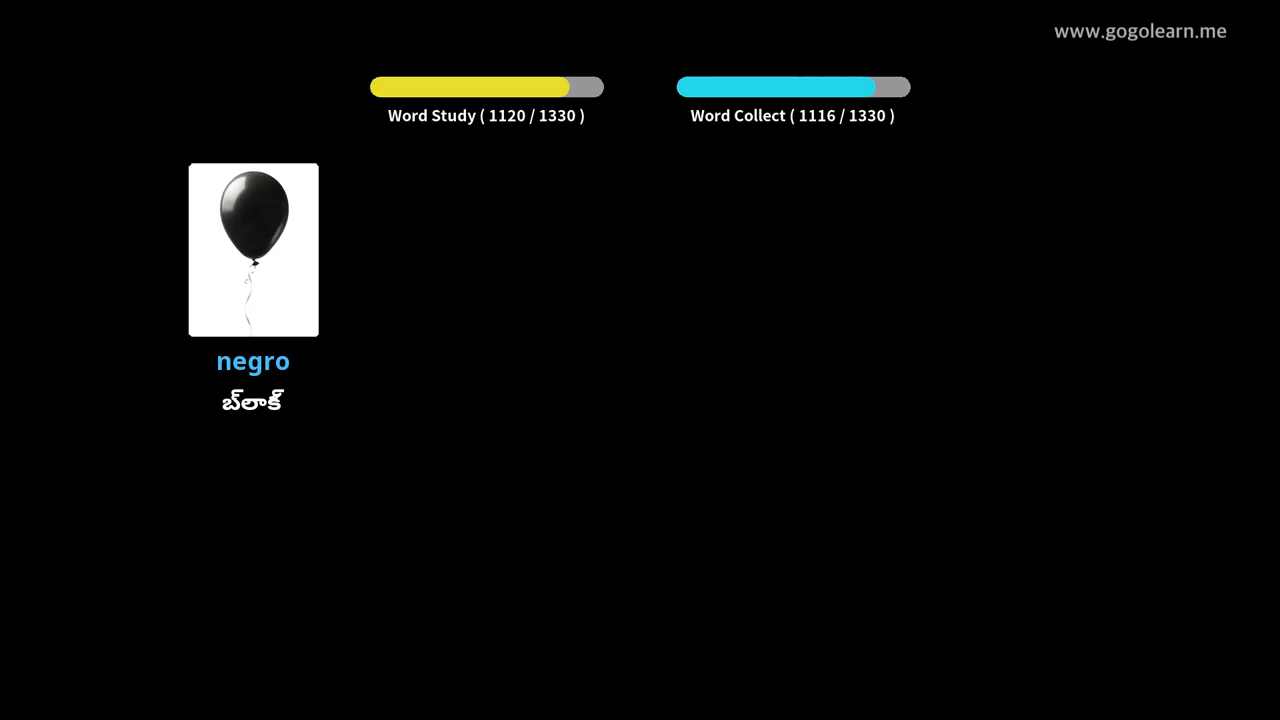 www.gogolearn.me
Word Study ( 1120 / 1330 )
Word Collect ( 1116 / 1330 )
negro
బ్‌లాక్